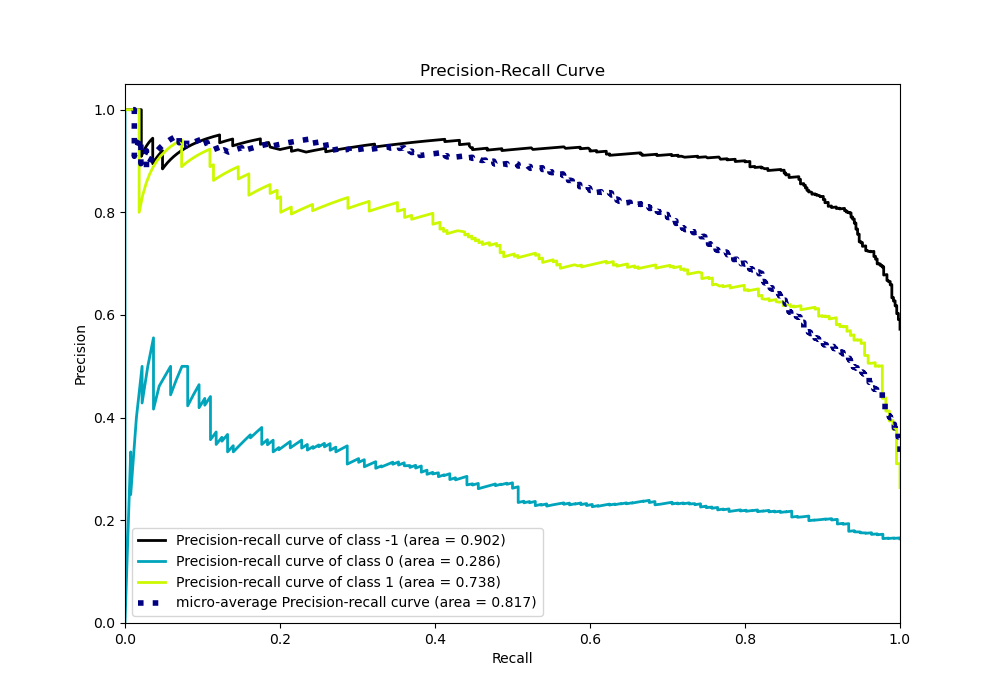 Precision-Recall Curve
1.0
0.8
0.6
0.4
0.2
0.0
Precision
Precision-recall curve of class -1 (area = 0.902)
Precision-recall curve of class 0 (area = 0.286)
Precision-recall curve of class 1 (area = 0.738)
micro-average Precision-recall curve (area = 0.817)
0.0 0.2 0.4 0.6 0.8 1.0
Recall